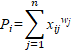 $P_i = \sum_{j=1}^{n} x_{ij}{}^{w_j}$